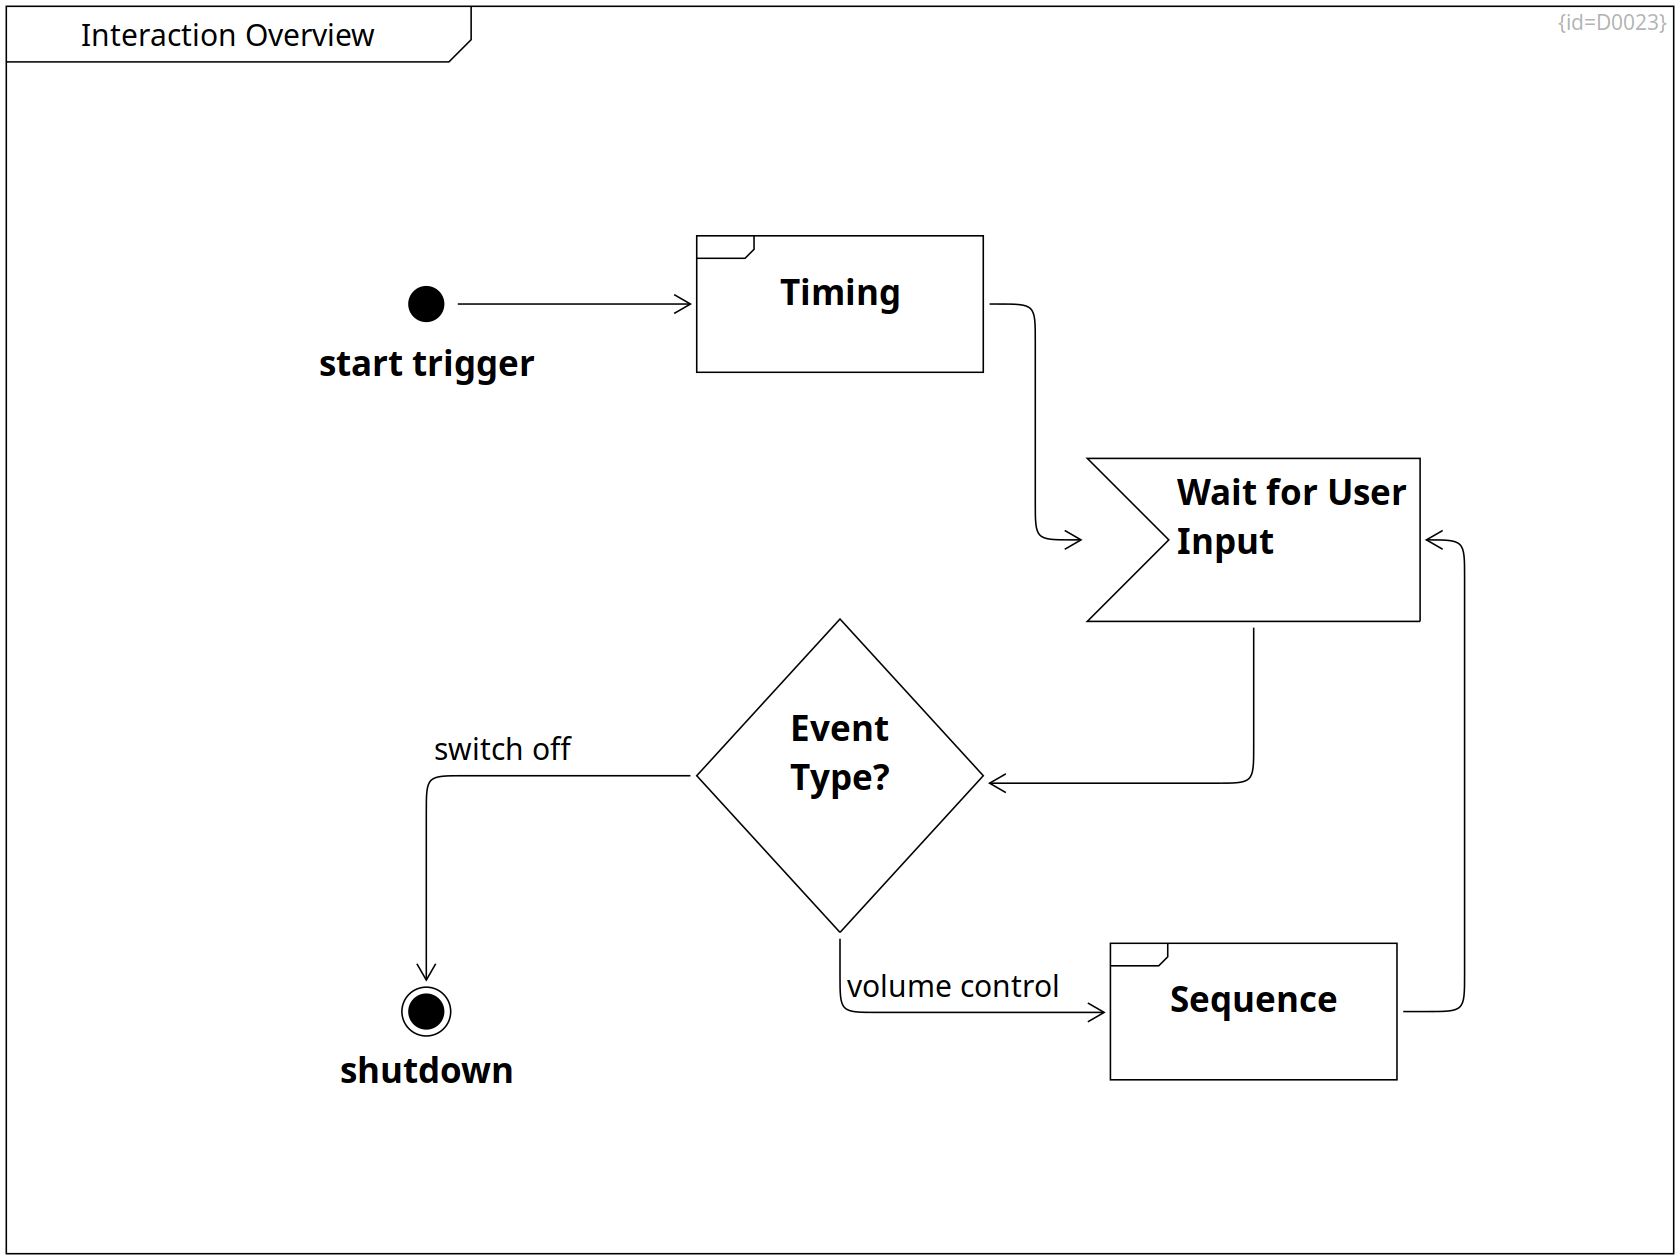 Interaction Overview
{id=D0023}
Timing
start trigger
Wait for User
Input
Event
Type?
switch off
volume control
Sequence
shutdown